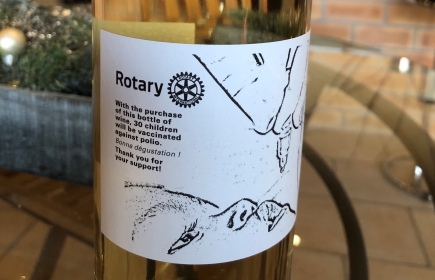 Rotary
With the purchase
of this bottle of
wine, 30 children
will be vaccinated
against polio.
Bonne dégustation !
Thank you for
your support!